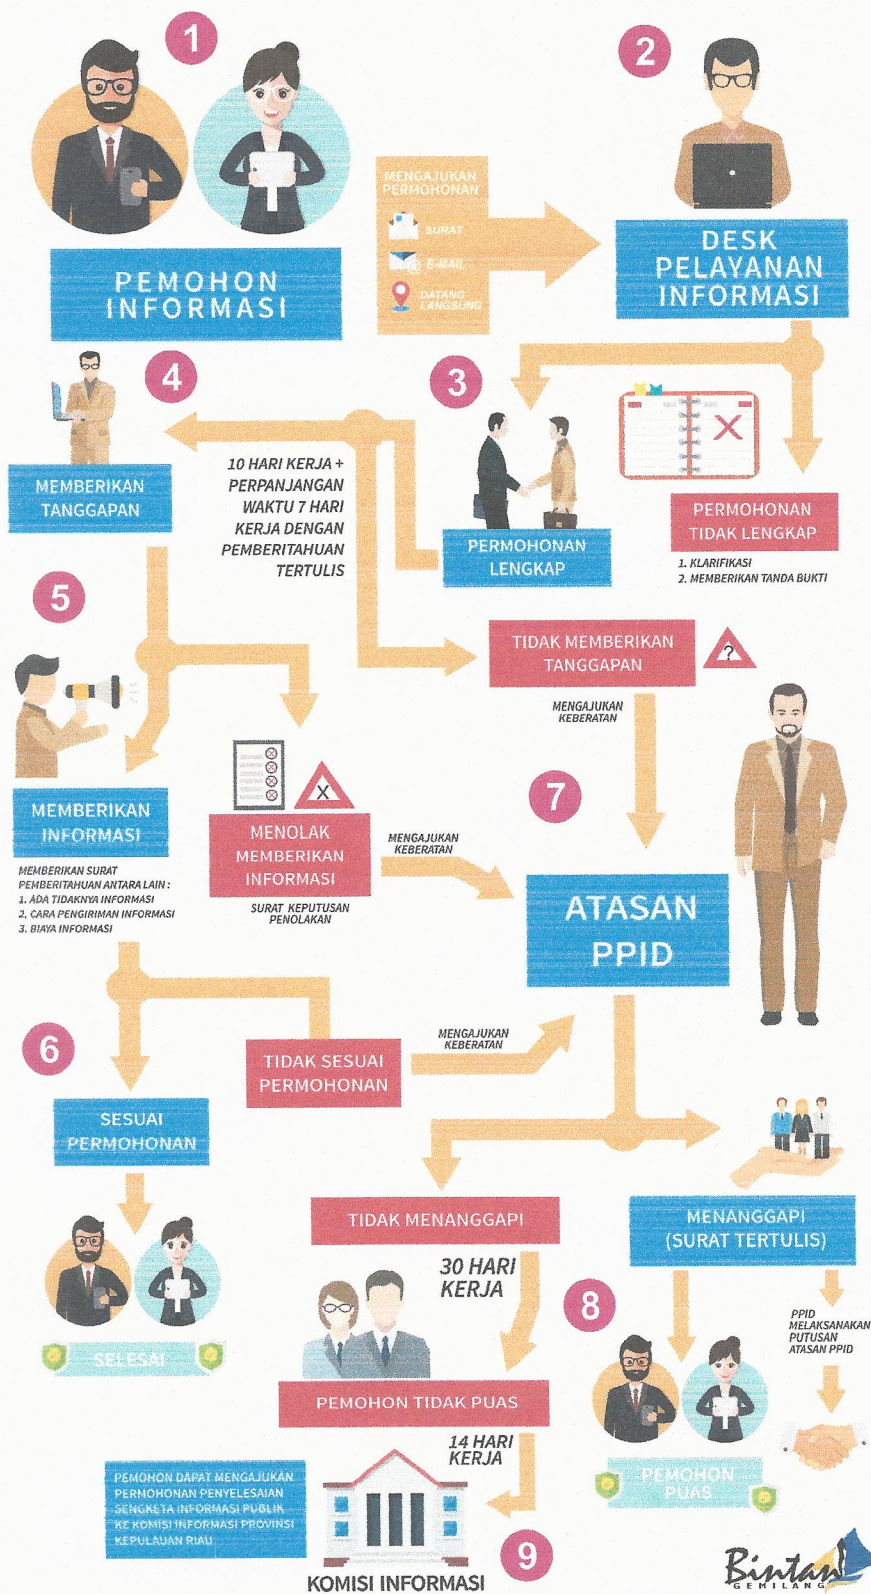 1
PEMOHON
INFORMASI
MENGAJUKAN
PERMOHONAN
SURAT
E-MAIL
DATANG
LANGSUNG
2
DESK
PELAYANAN
INFORMASI
3
PERMOHONAN
LENGKAP
PERMOHONAN
TIDAK LENGKAP
1. KLARIFIKASI
2. MEMBERIKAN TANDA BUKTI
4
MEMBERIKAN
TANGGAPAN
10 HARI KERJA +
PERPANJANGAN
WAKTU 7 HARI
KERJA DENGAN
PEMBERITAHUAN
TERTULIS
TIDAK MEMBERIKAN
TANGGAPAN
?
MENGAJUKAN
KEBERATAN
5
MEMBERIKAN
INFORMASI
MEMBERIKAN SURAT
PEMBERITAHUAN ANTARA LAIN :
1. ADA TIDAKNYA INFORMASI
2. CARA PENGIRIMAN INFORMASI
3. BIAYA INFORMASI
X
MENOLAK
MEMBERIKAN
INFORMASI
SURAT KEPUTUSAN
PENOLAKAN
MENGAJUKAN
KEBERATAN
7
ATASAN
PPID
6
SESUAI
PERMOHONAN
SELESAI
TIDAK SESUAI
PERMOHONAN
MENGAJUKAN
KEBERATAN
TIDAK MENANGGAPI
30 HARI
KERJA
PEMOHON TIDAK PUAS
14 HARI
KERJA
8
MENANGGAPI
(SURAT TERTULIS)
PPID
MELAKSANAKAN
PUTUSAN
ATASAN PPID
PEMOHON
PUAS
9
PEMOHON DAPAT MENGAJUKAN
PERMOHONAN PENYELESAIAN
SENGKETA INFORMASI PUBLIK
KE KOMISI INFORMASI PROVINSI
KEPULAUAN RIAU
KOMISI INFORMASI
Bintan
GEMILANG